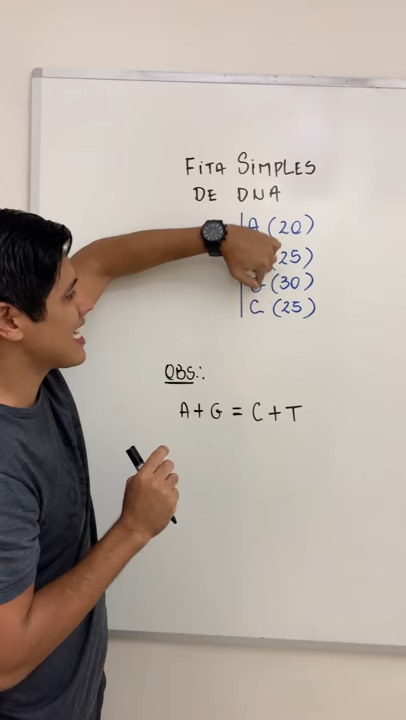 FITA SIMPLES
DE DNA
A (20)
(25)
G (30)
C (25)
OBS.:
A + G = C + T